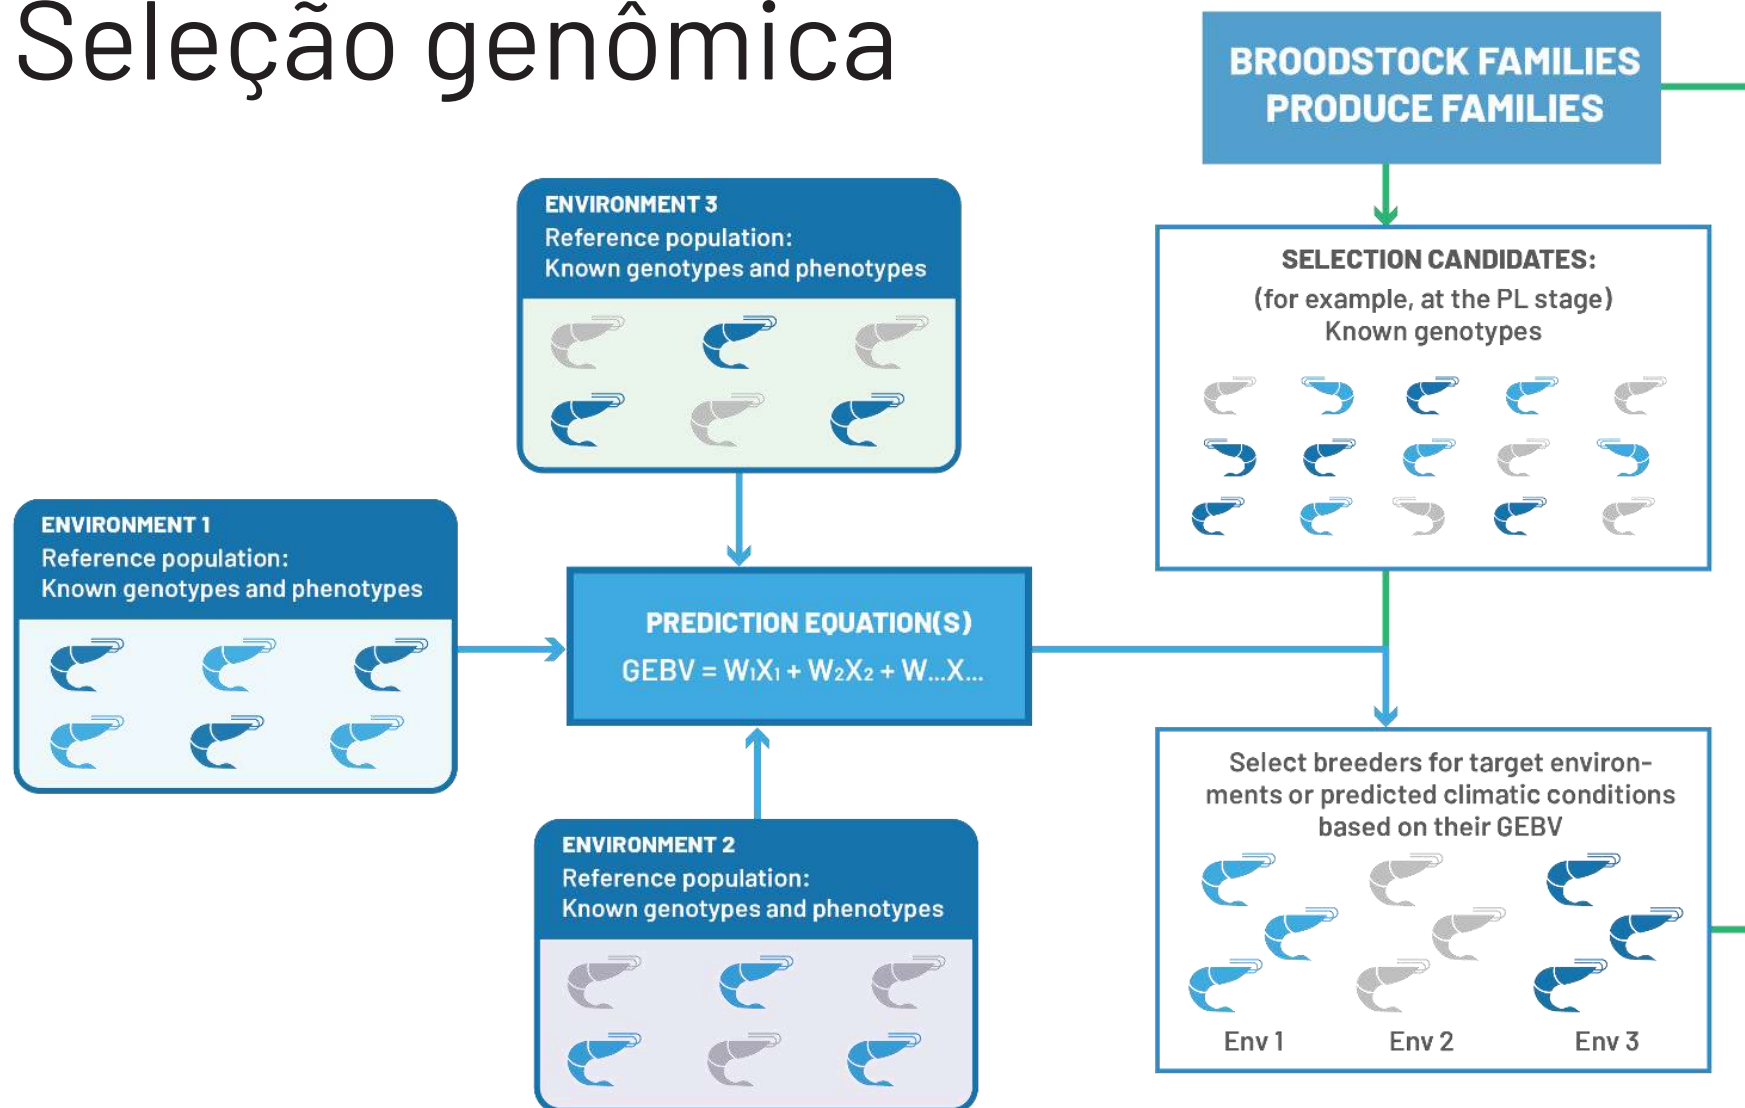 Seleção genômica
BROODSTOCK FAMILIES
PRODUCE FAMILIES
ENVIRONMENT 3
Reference population:
Known genotypes and phenotypes
SELECTION CANDIDATES:
(for example, at the PL stage)
Known genotypes
ENVIRONMENT 1
Reference population:
Known genotypes and phenotypes
PREDICTION EQUATION(S)
GEBV = W₁X₁ + W₂X₂ + W...X...
ENVIRONMENT 2
Reference population:
Known genotypes and phenotypes
Select breeders for target environ-
ments or predicted climatic conditions
based on their GEBV
Env 1
Env 2
Env 3